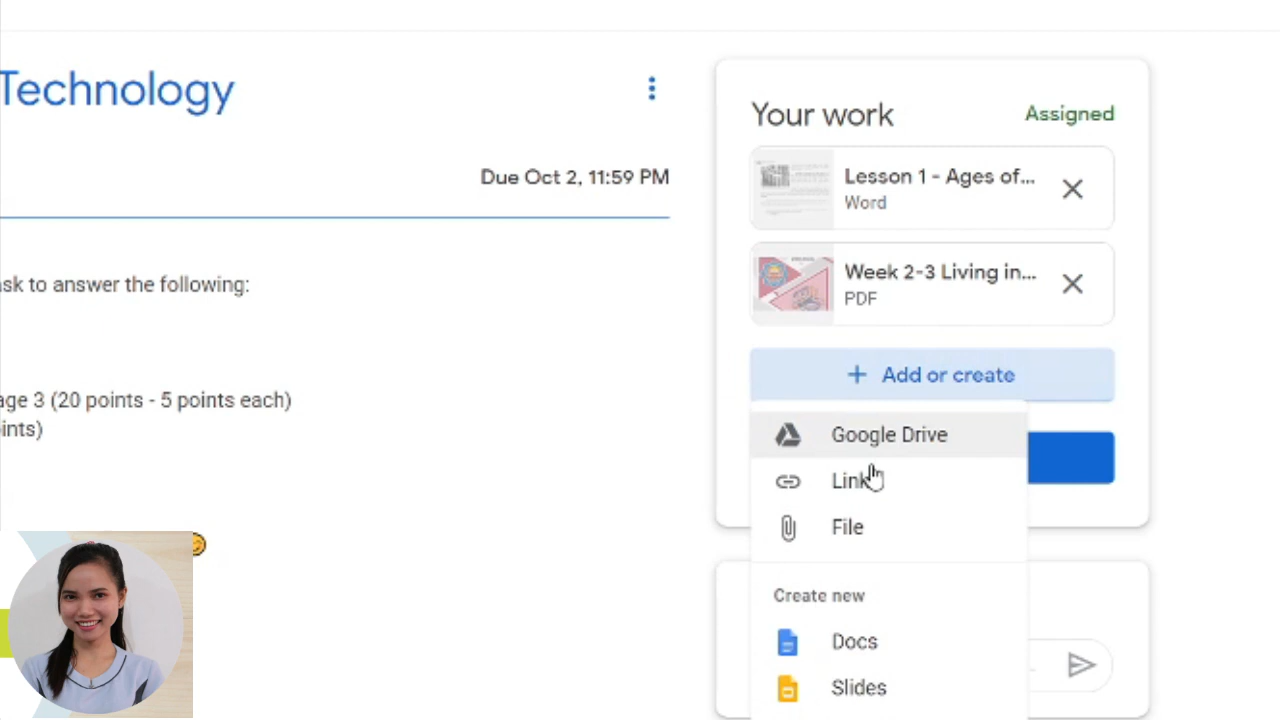 Technology
Due Oct 2, 11:59 PM
ask to answer the following:
age 3 (20 points - 5 points each)
ints)
Your work
Assigned
Lesson 1 - Ages of...
Word
Week 2-3 Living in...
PDF
+ Add or create
Google Drive
Link
File
Create new
Docs
Slides